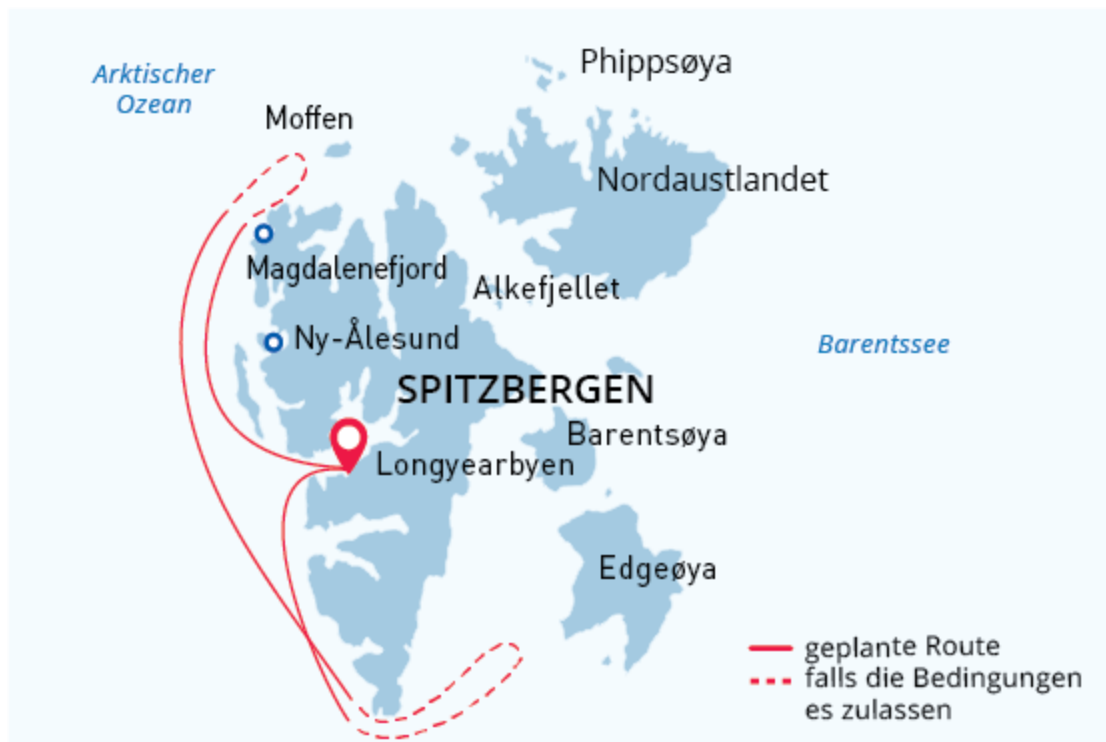 Phippsøya
Arktischer
Ozean
Moffen
Nordaustlandet
Magdalenefjord
Alkefjellet
Ny-Ålesund
Barentssee
SPITZBERGEN
Barentsøya
Longyearbyen
Edgeøya
geplante Route
falls die Bedingungen
es zulassen